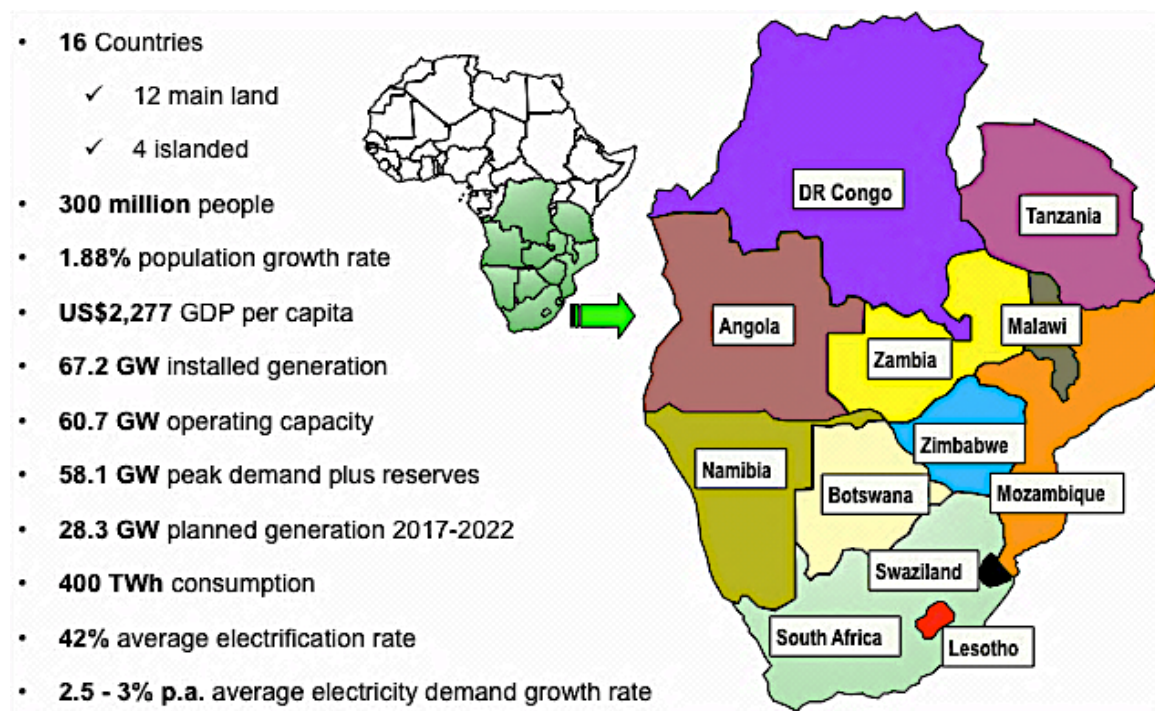 16 Countries
12 main land
4 islanded
300 million people
1.88% population growth rate
US$2,277 GDP per capita
67.2 GW installed generation
60.7 GW operating capacity
58.1 GW peak demand plus reserves
28.3 GW planned generation 2017-2022
400 TWh consumption
42% average electrification rate
2.5 - 3% p.a. average electricity demand growth rate
DR Congo
Tanzania
Angola
Malawi
Zambia
Zimbabwe
Namibia
Botswana
Mozambique
Swaziland
South Africa
Lesotho